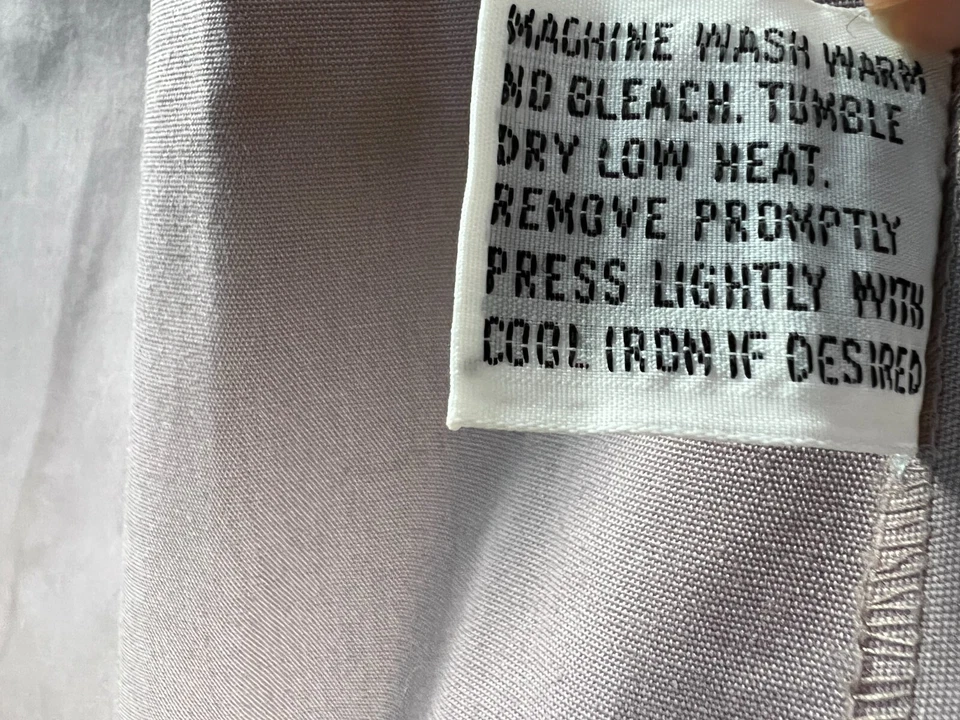 MACHINE WASH WARM
NO BLEACH. TUMBLE
DRY LOW HEAT.
REMOVE PROMPTLY
PRESS LIGHTLY WITH
COOL IRON IF DESIRED